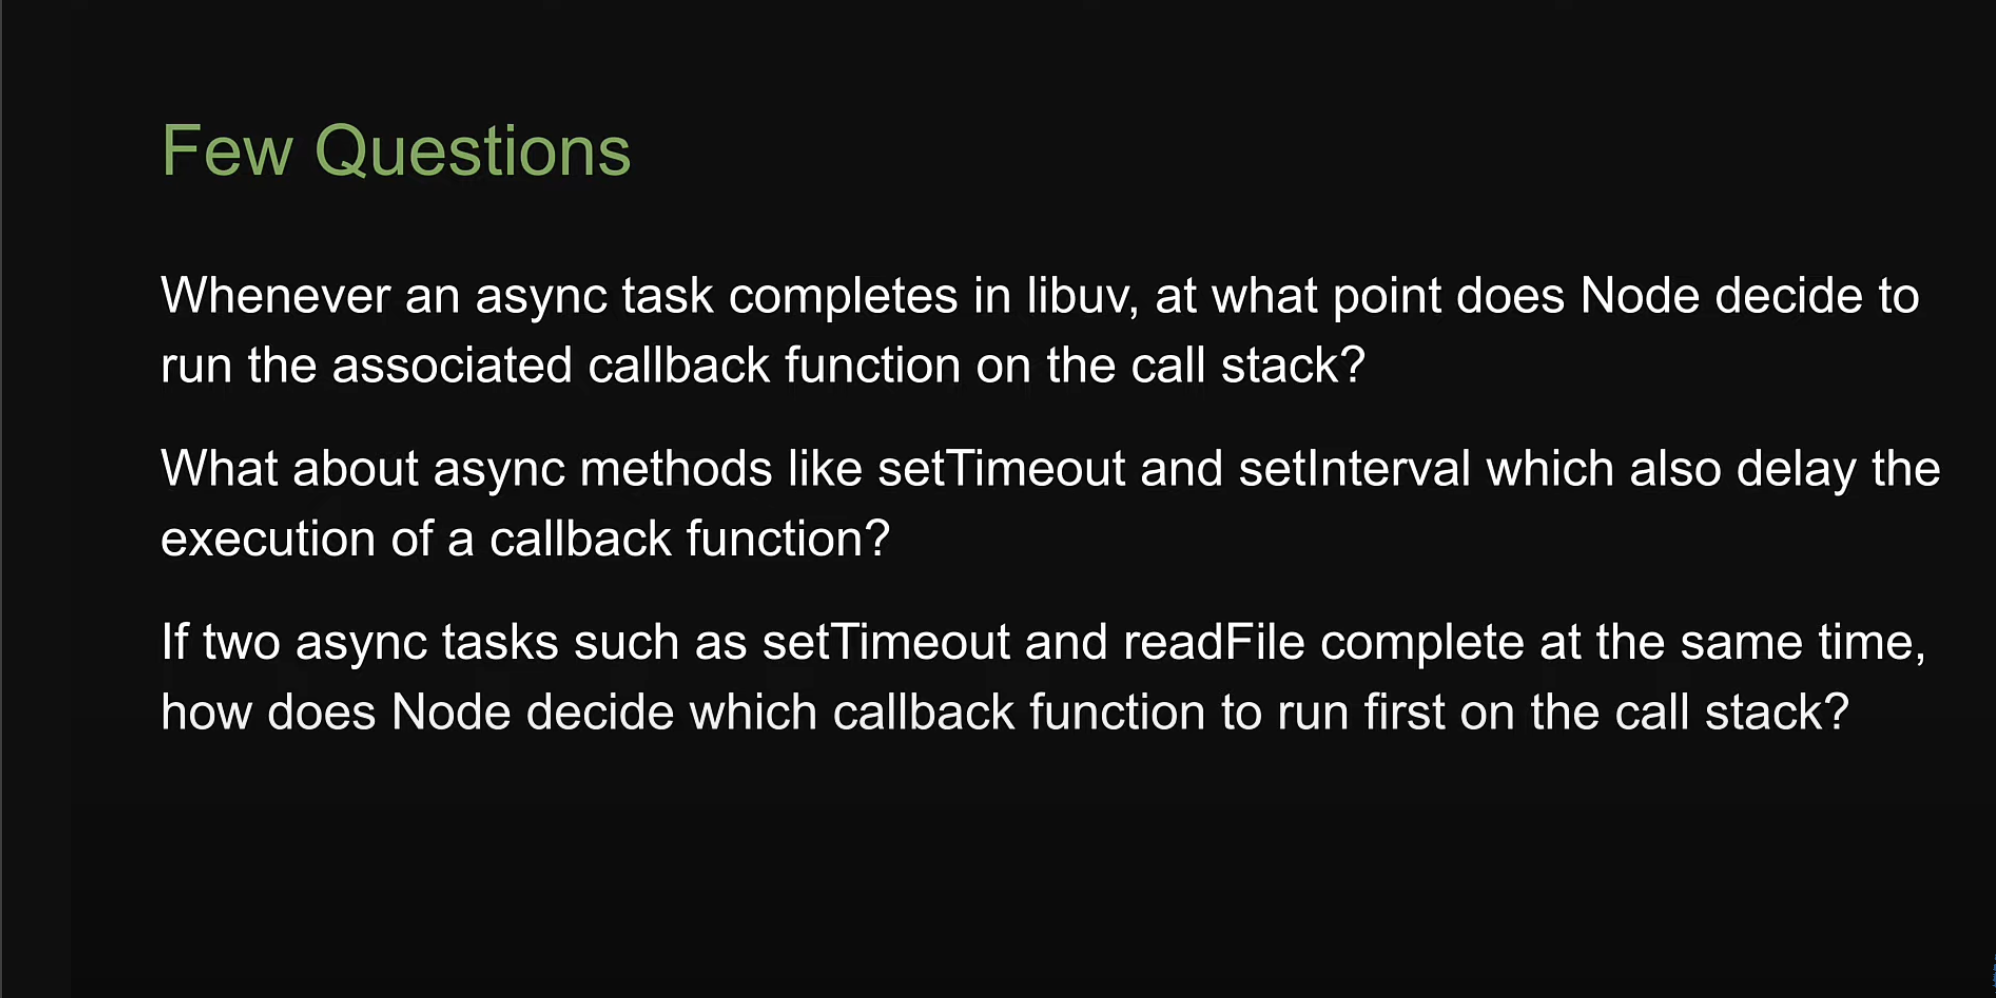 Few Questions
Whenever an async task completes in libuv, at what point does Node decide to
run the associated callback function on the call stack?
What about async methods like setTimeout and setInterval which also delay the
execution of a callback function?
If two async tasks such as setTimeout and readFile complete at the same time,
how does Node decide which callback function to run first on the call stack?